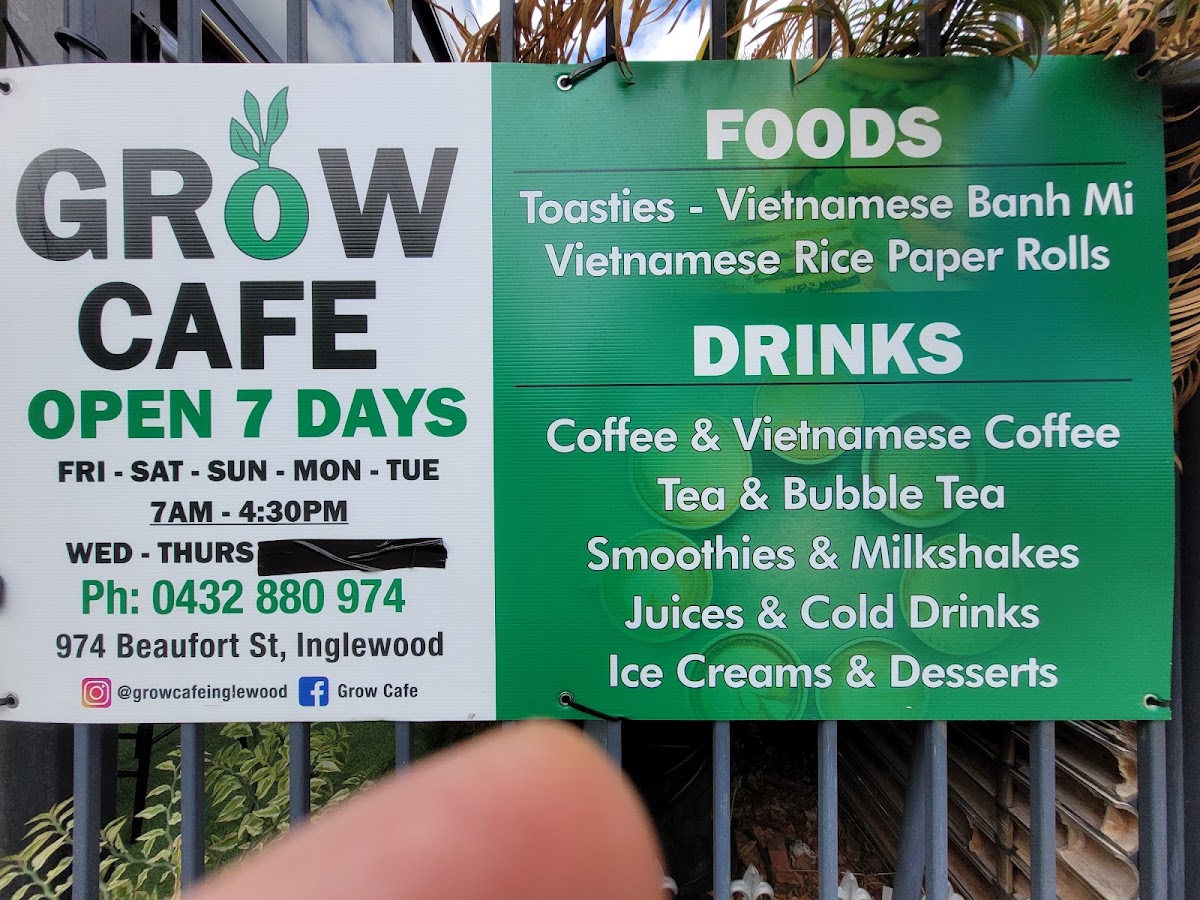 GROW
CAFE
OPEN 7 DAYS
FRI - SAT - SUN - MON - TUE
7AM - 4:30PM
WED - THURS
Ph: 0432 880 974
974 Beaufort St, Inglewood
@growcafeinglewood Grow Cafe
FOODS
Toasties - Vietnamese Banh Mi
Vietnamese Rice Paper Rolls
DRINKS
Coffee & Vietnamese Coffee
Tea & Bubble Tea
Smoothies & Milkshakes
Juices & Cold Drinks
Ice Creams & Desserts